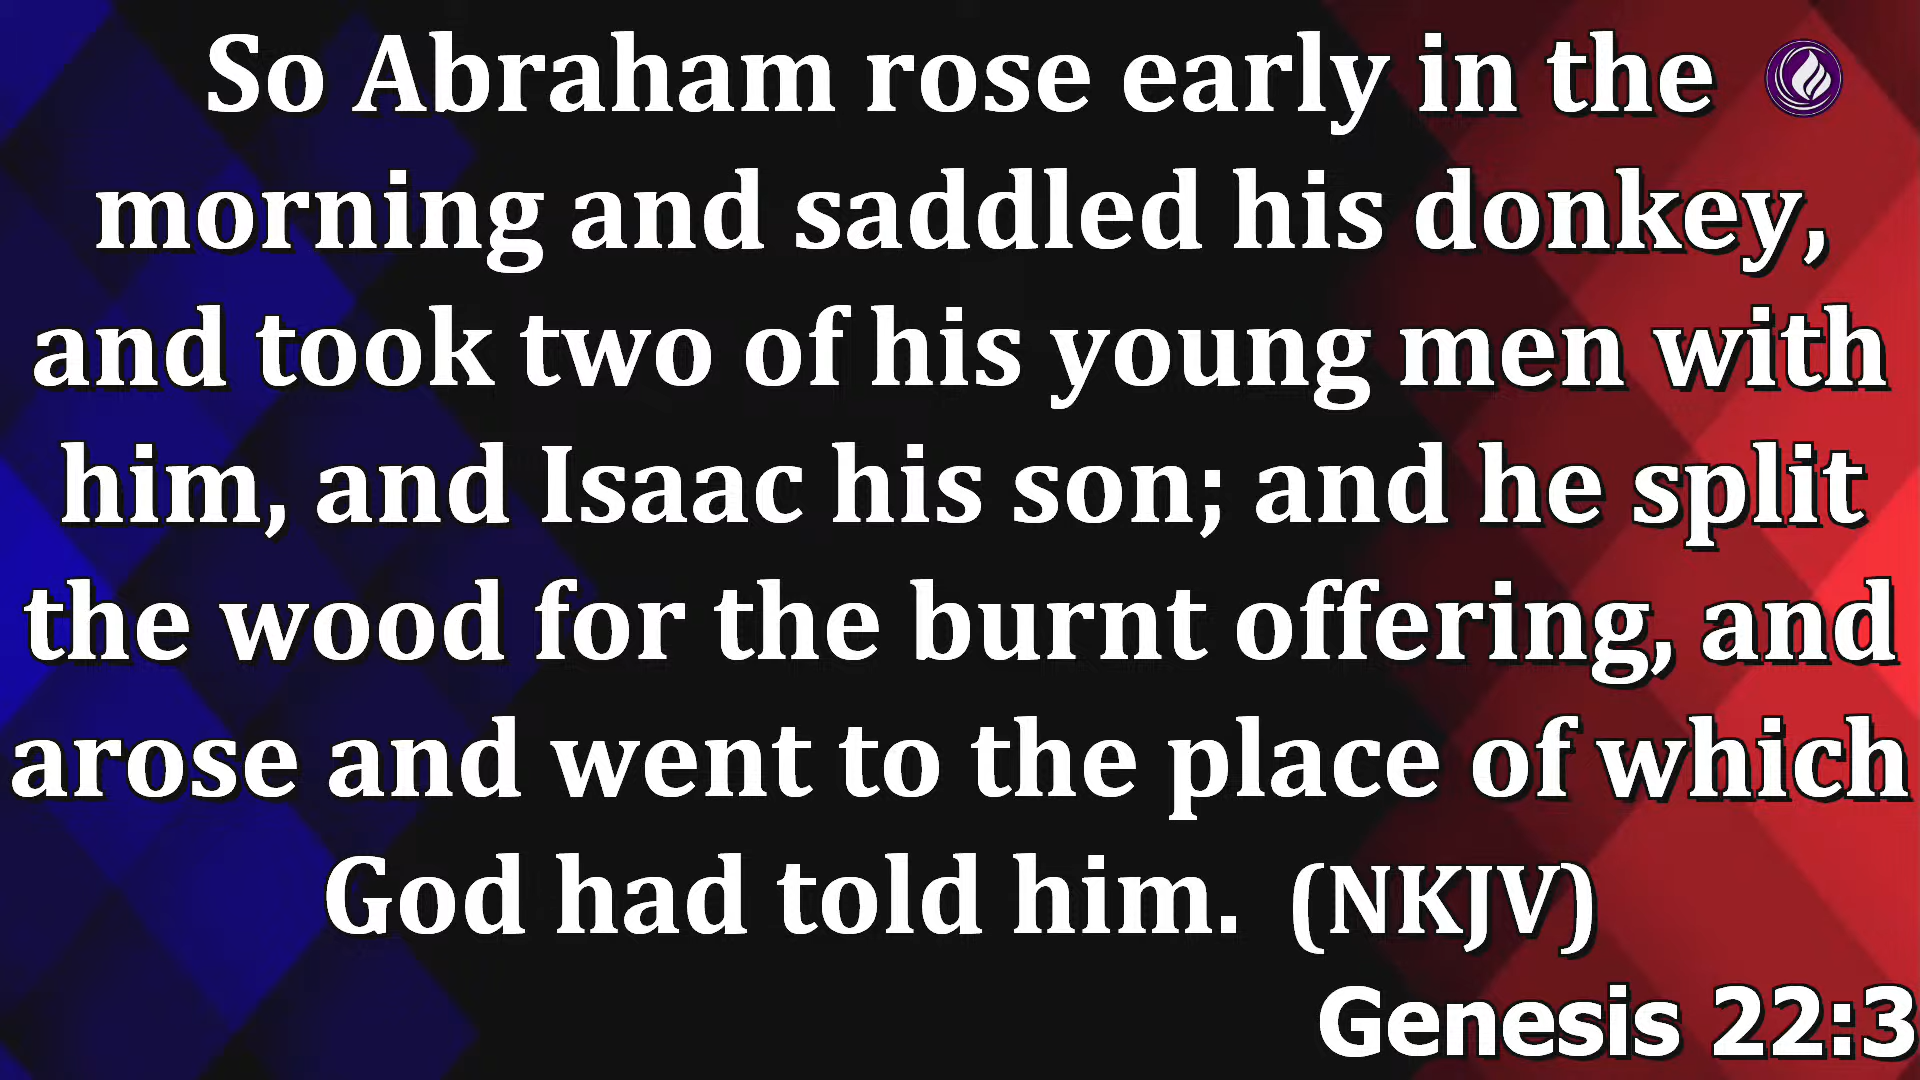 So Abraham rose early in the
morning and saddled his donkey,
and took two of his young men with
him, and Isaac his son; and he split
the wood for the burnt offering, and
arose and went to the place of which
God had told him. (NKJV)
Genesis 22:3